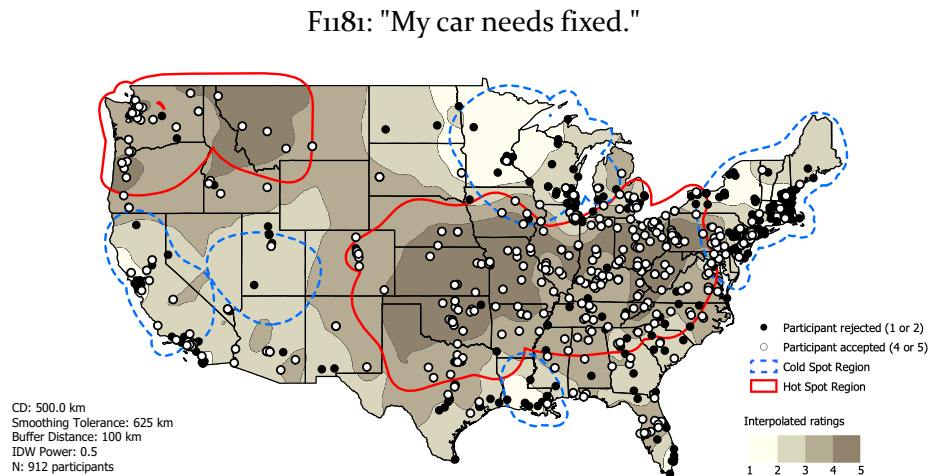 F1181: "My car needs fixed."
Participant rejected (1 or 2)
Participant accepted (4 or 5)
Cold Spot Region
Hot Spot Region
CD: 500.0 km
Smoothing Tolerance: 625 km
Buffer Distance: 100 km
IDW Power: 0.5
N: 912 participants
Interpolated ratings
1 2 3 4 5